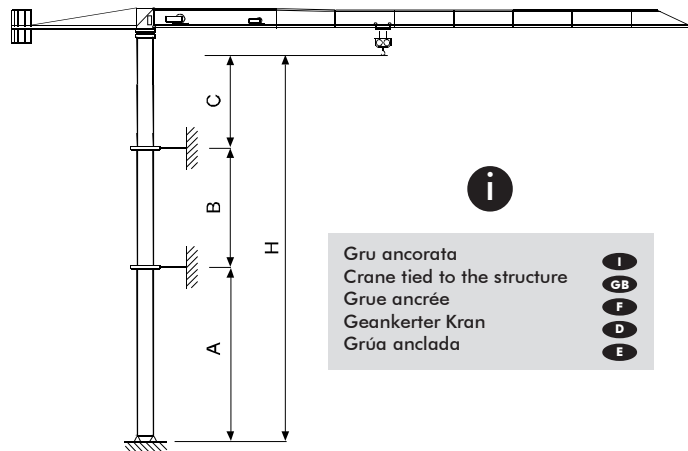 C
B
H
A
i
Gru ancorata I
Crane tied to the structure GB
Grue ancrée F
Geankerter Kran D
Grúa anclada E